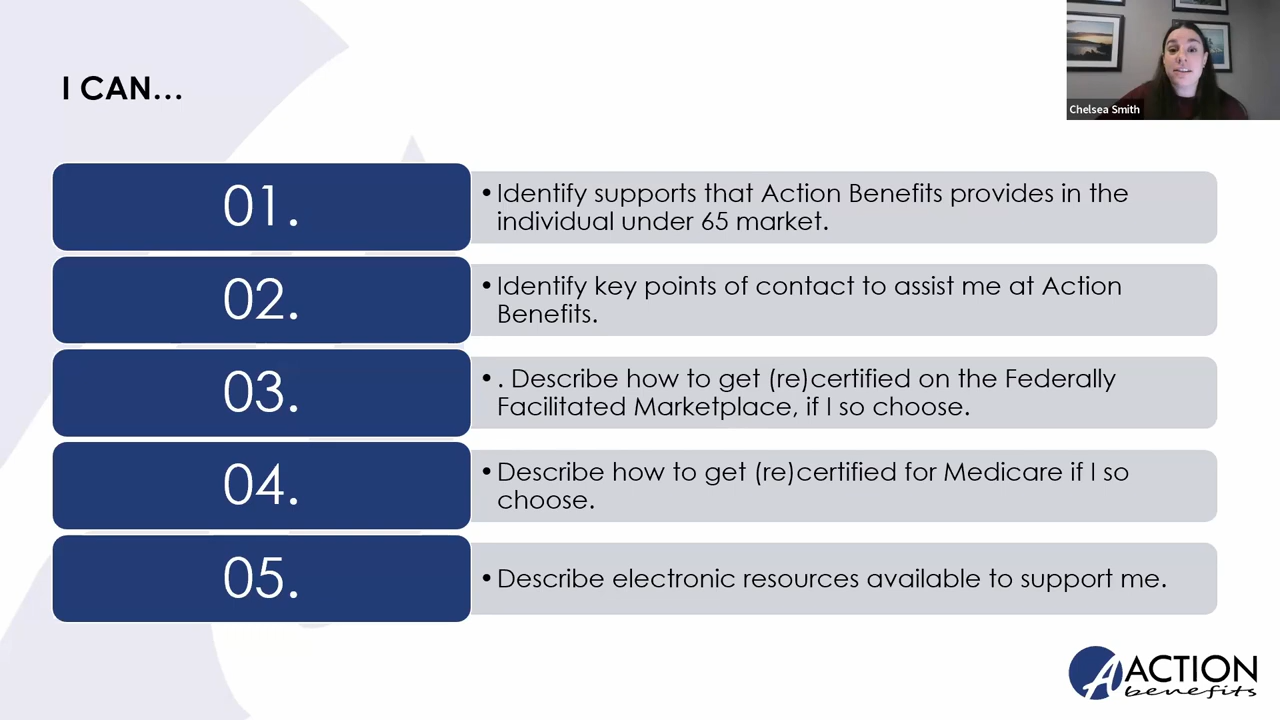 I CAN...
Chelsea Smith
01.
• Identify supports that Action Benefits provides in the
individual under 65 market.
02.
• Identify key points of contact to assist me at Action
Benefits.
03.
• . Describe how to get (re)certified on the Federally
Facilitated Marketplace, if I so choose.
04.
• Describe how to get (re)certified for Medicare if I so
choose.
05.
• Describe electronic resources available to support me.
A ACTION
benefits